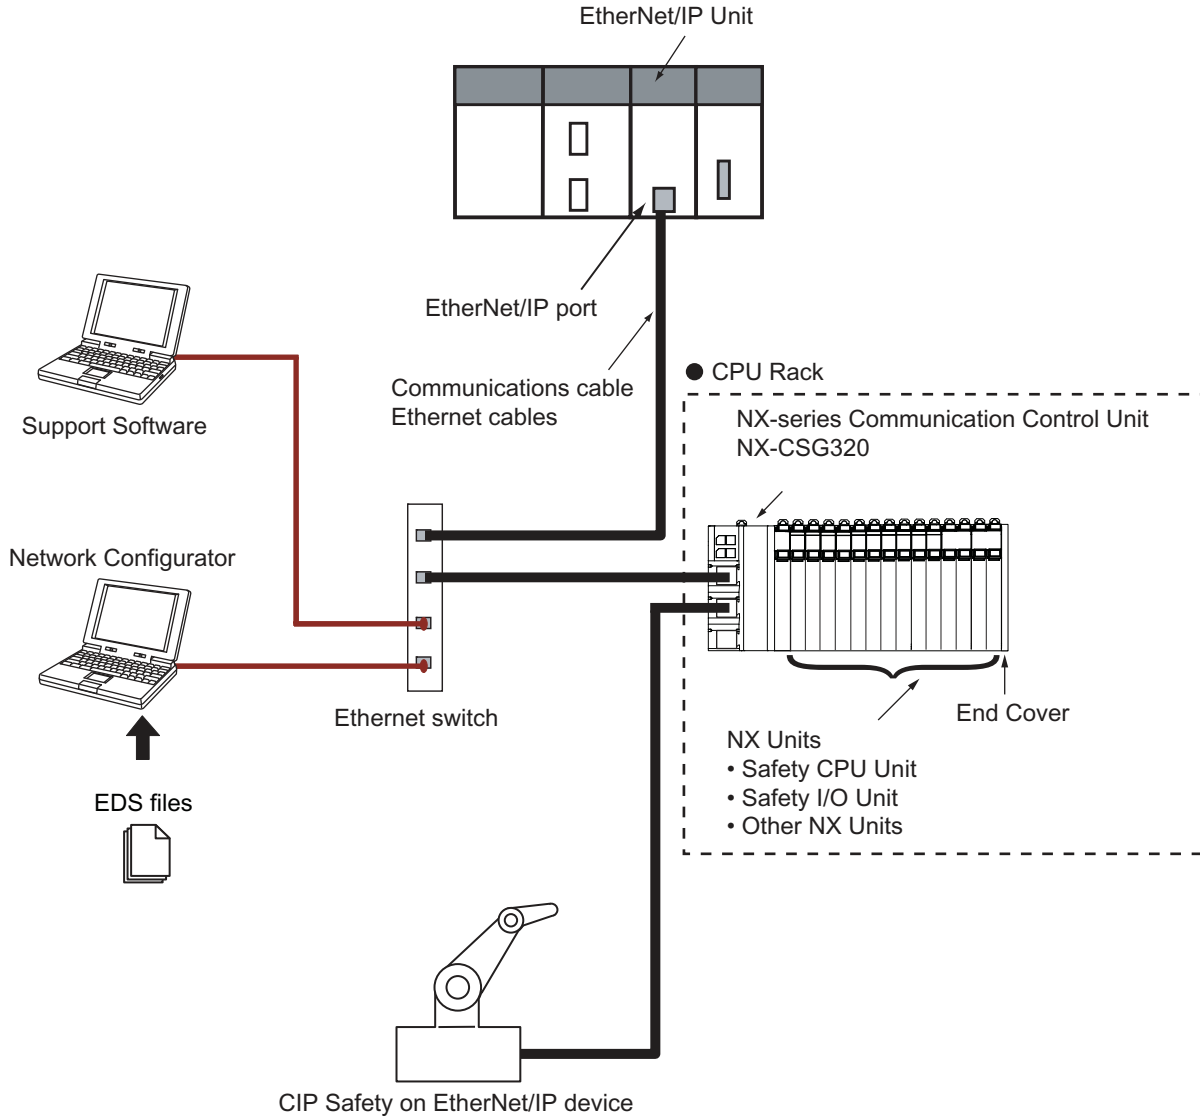 EtherNet/IP Unit
EtherNet/IP port
Communications cable
Ethernet cables
Support Software
● CPU Rack
NX-series Communication Control Unit
NX-CSG320
Network Configurator
Ethernet switch
EDS files
End Cover
NX Units
• Safety CPU Unit
• Safety I/O Unit
• Other NX Units
CIP Safety on EtherNet/IP device